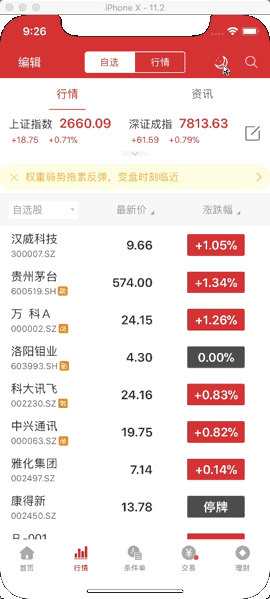 iPhone X - 11.2
9:26
编辑
自选 行情
行情 资讯
上证指数 2660.09 深证成指 7813.63
+18.75 +0.71% +61.59 +0.79%
权重弱势拖累反弹，变盘时刻临近
自选股 最新价 涨跌幅
汉威科技
300007.SZ
9.66
+1.05%
贵州茅台
600519.SH 融
574.00
+1.34%
万 科A
000002.SZ 融
24.15
+1.26%
洛阳钼业
603993.SH 融
4.30
0.00%
科大讯飞
002230.SZ 融
24.16
+0.83%
中兴通讯
000063.SZ 融
19.75
+0.82%
雅化集团
002497.SZ
7.14
+0.14%
康得新
002450.SZ
13.78
停牌
首页 行情 条件单 交易 理财